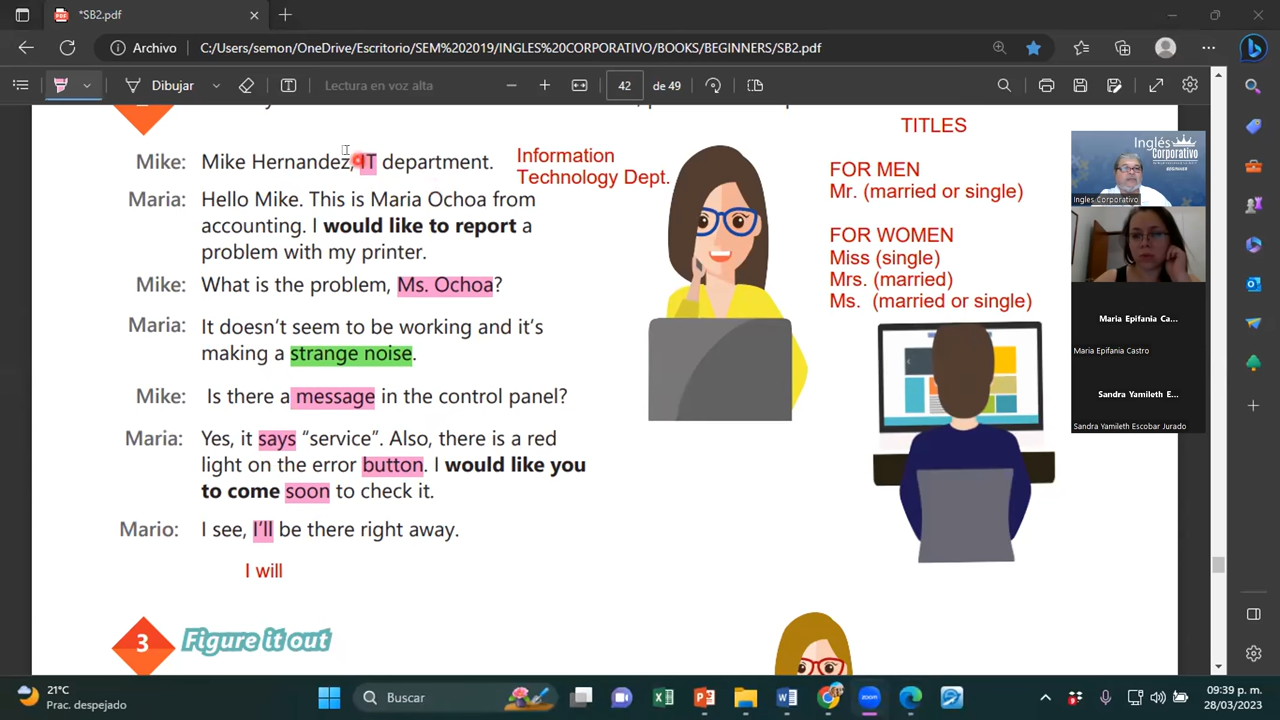 *SB2.pdf
Archivo
C:/Users/semon/OneDrive/Escritorio/SEM%202019/INGLES%20CORPORATIVO/BOOKS/BEGINNERS/SB2.pdf
Dibujar
Lectura en voz alta
42
de 49
TITLES
FOR MEN
Mr. (married or single)
FOR WOMEN
Miss (single)
Mrs. (married)
Ms. (married or single)
Mike: Mike Hernandez, IT department.
Information
Technology Dept.
Maria: Hello Mike. This is Maria Ochoa from
accounting. I would like to report a
problem with my printer.
Mike: What is the problem, Ms. Ochoa?
Maria: It doesn't seem to be working and it's
making a strange noise.
Mike: Is there a message in the control panel?
Maria: Yes, it says “service”. Also, there is a red
light on the error button. I would like you
to come soon to check it.
Mario: I see, I'll be there right away.
I will
3 Figure it out
Inglés
Corporativo
BEGINNER
Ingles Corporativo
Maria Epifania Ca...
Maria Epifania Castro
Sandra Yamileth E...
Sandra Yamileth Escobar Jurado
21°C
Prac. despejado
Buscar
zoom
09:39 p. m.
28/03/2023